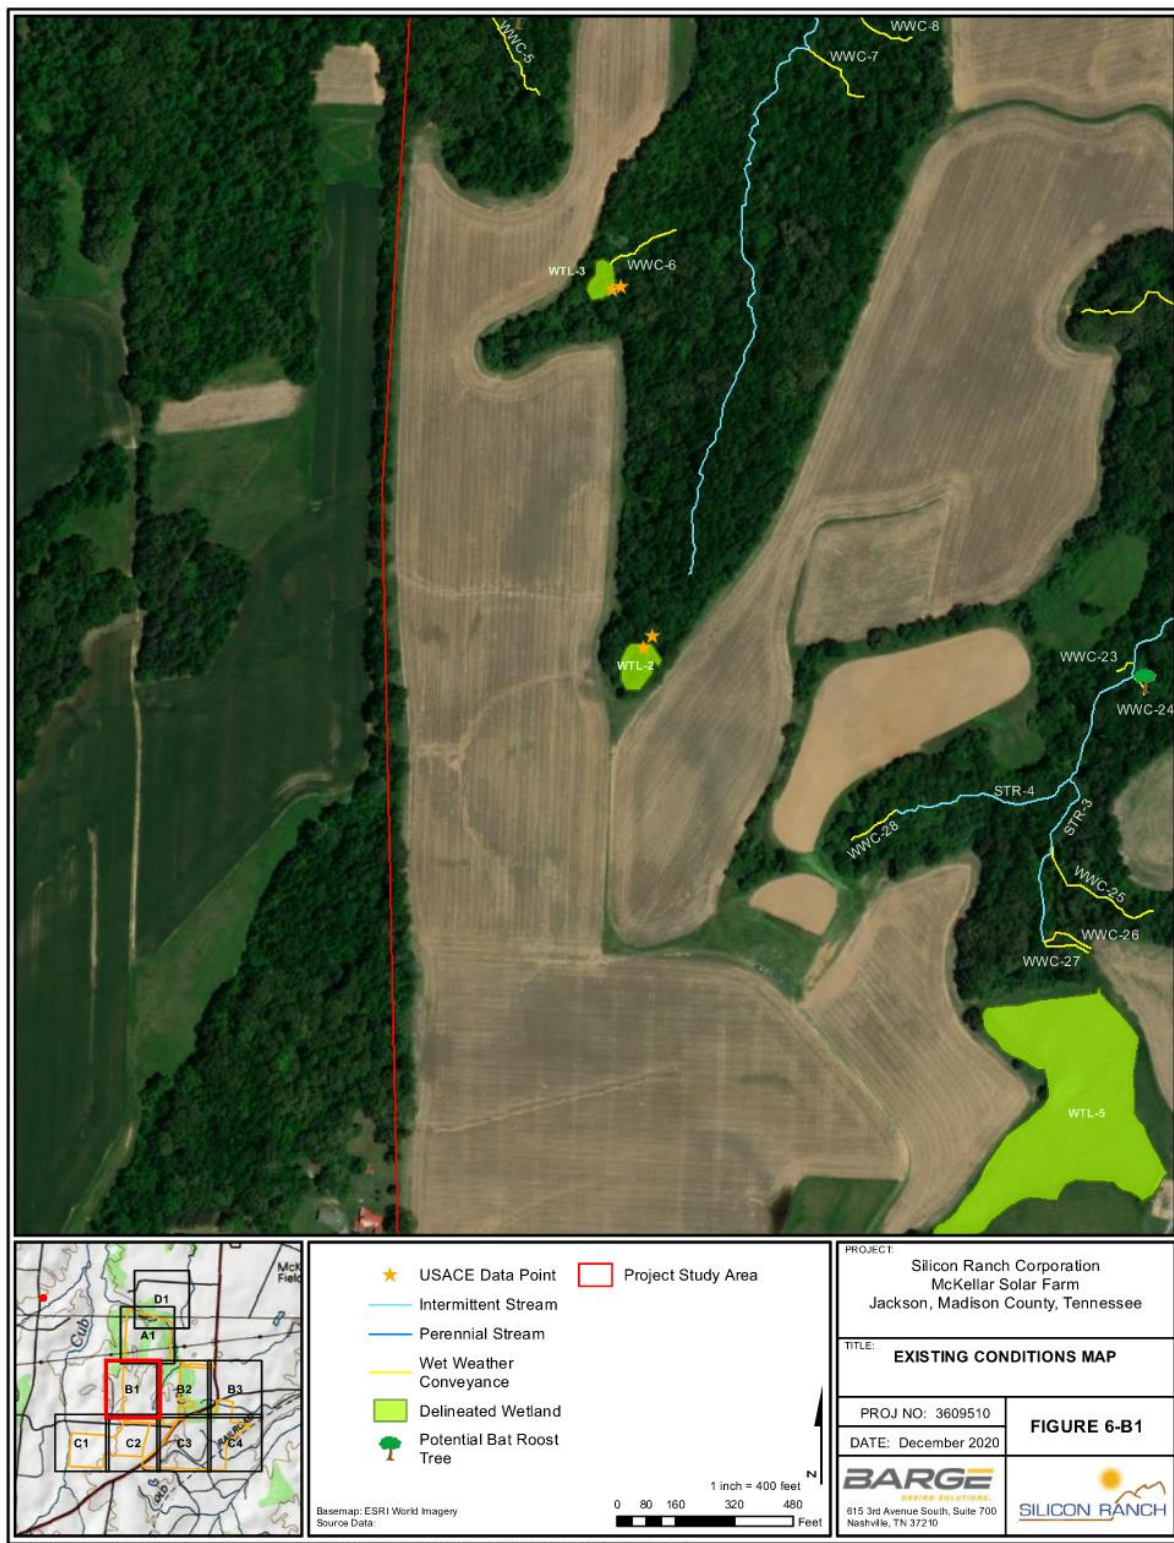 WWC-5
WWC-8
WWC-7
WTL-3
WWC-6
WTL-2
WWC-23
WWC-24
STR-4
STR-3
WWC-28
WWC-25
WWC-26
WWC-27
WTL-5
D1
A1
Cub
B1
B2
B3
C1
C2
C3
C4
RAILROAD
OLD
USACE Data Point
Project Study Area
Intermittent Stream
Perennial Stream
Wet Weather
Conveyance
Delineated Wetland
Potential Bat Roost
Tree
N
1 inch = 400 feet
0 80 160 320 480
Feet
Basemap: ESRI World Imagery
Source Data:
PROJECT:
Silicon Ranch Corporation
McKellar Solar Farm
Jackson, Madison County, Tennessee
TITLE:
EXISTING CONDITIONS MAP
PROJ NO: 3609510
DATE: December 2020
FIGURE 6-B1
BARGE
DESIGN SOLUTIONS.
615 3rd Avenue South, Suite 700
Nashville, TN 37210
SILICON RANCH